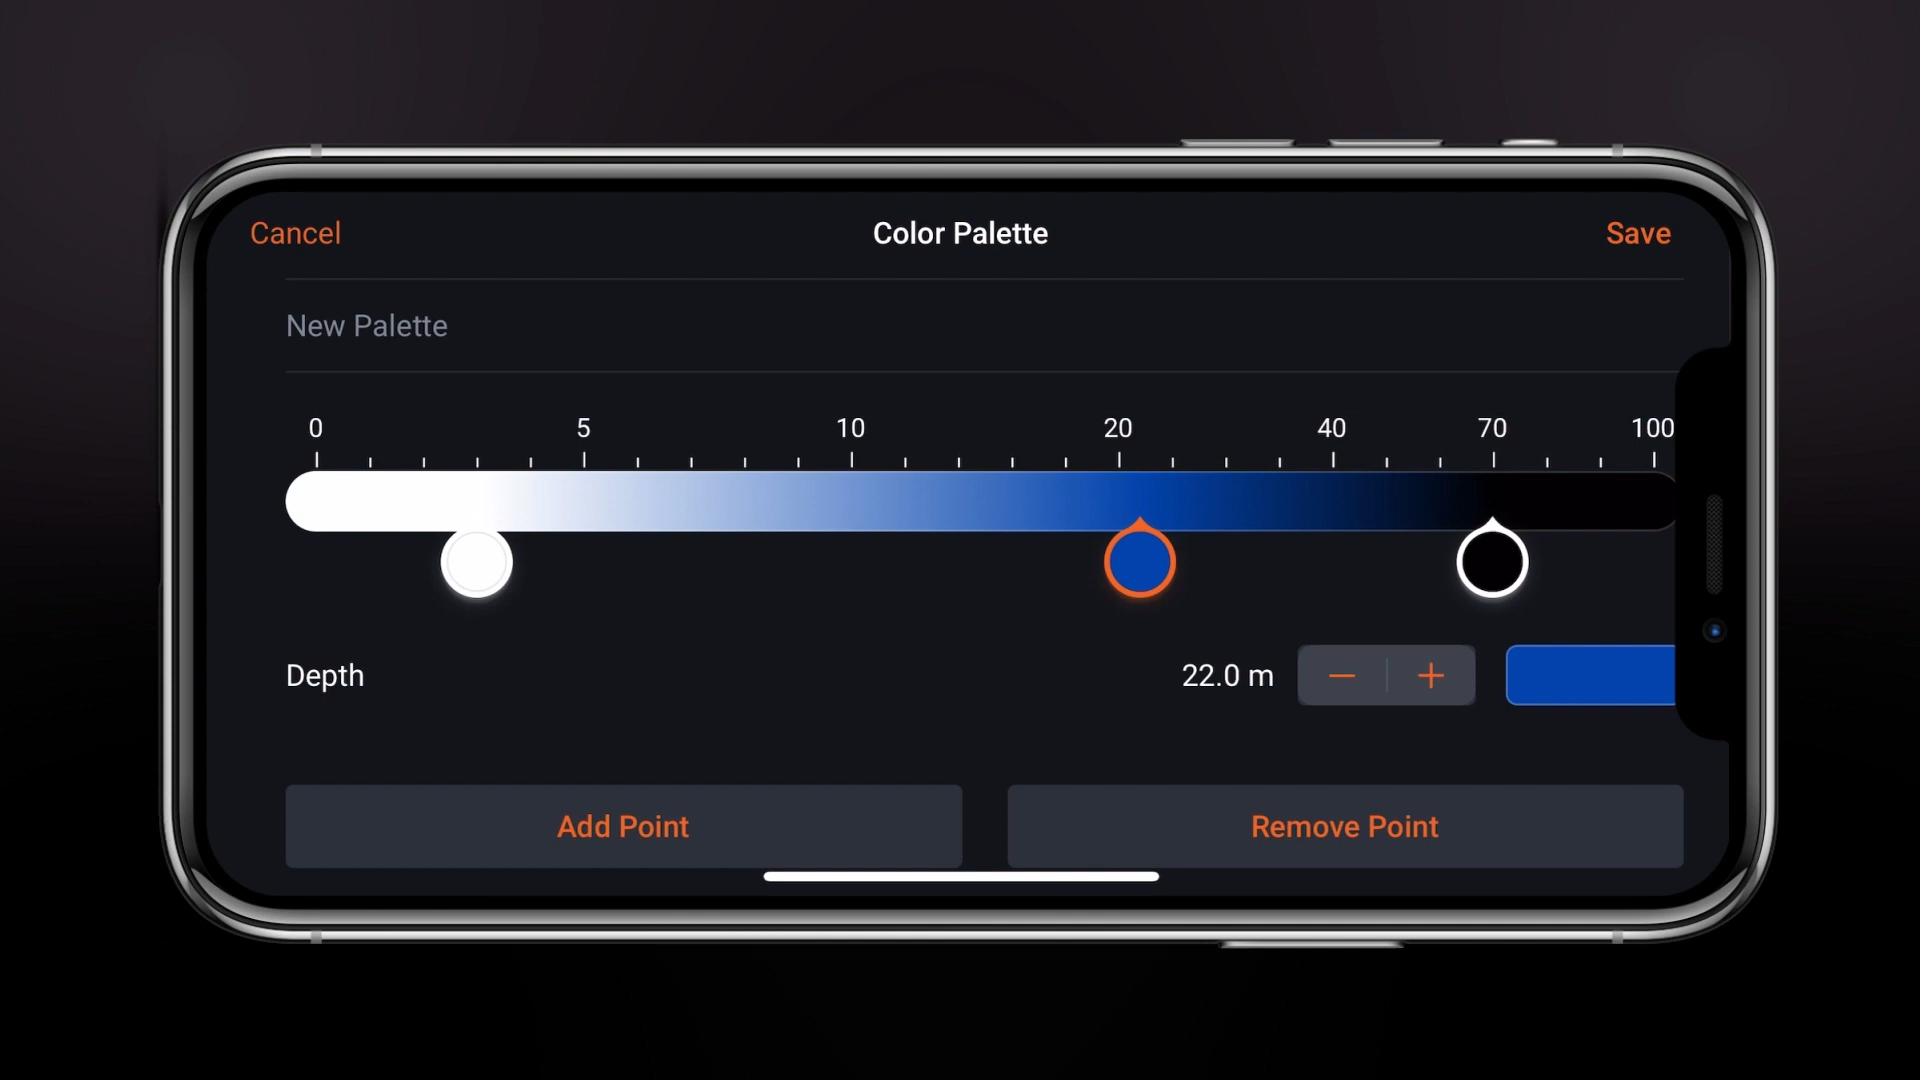 Cancel Color Palette Save
New Palette
0 5 10 20 40 70 100
Depth 22.0 m − +
Add Point Remove Point